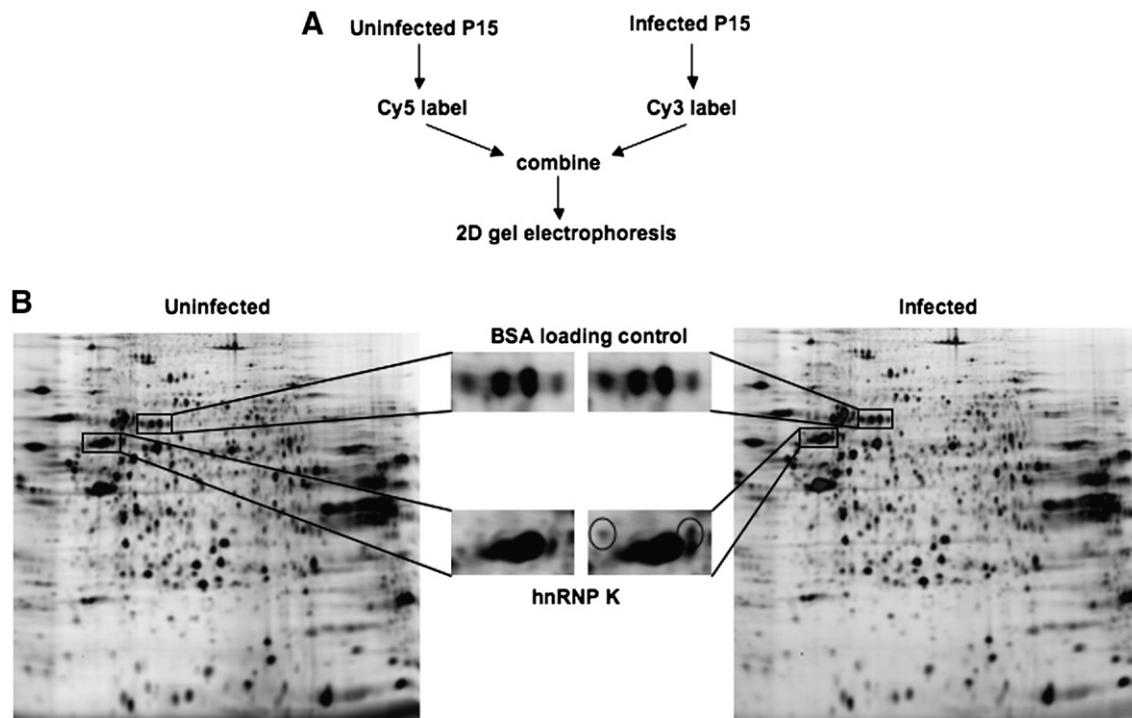 A
Uninfected P15
Infected P15
Cy5 label
Cy3 label
combine
2D gel electrophoresis
B
Uninfected
Infected
BSA loading control
hnRNP K